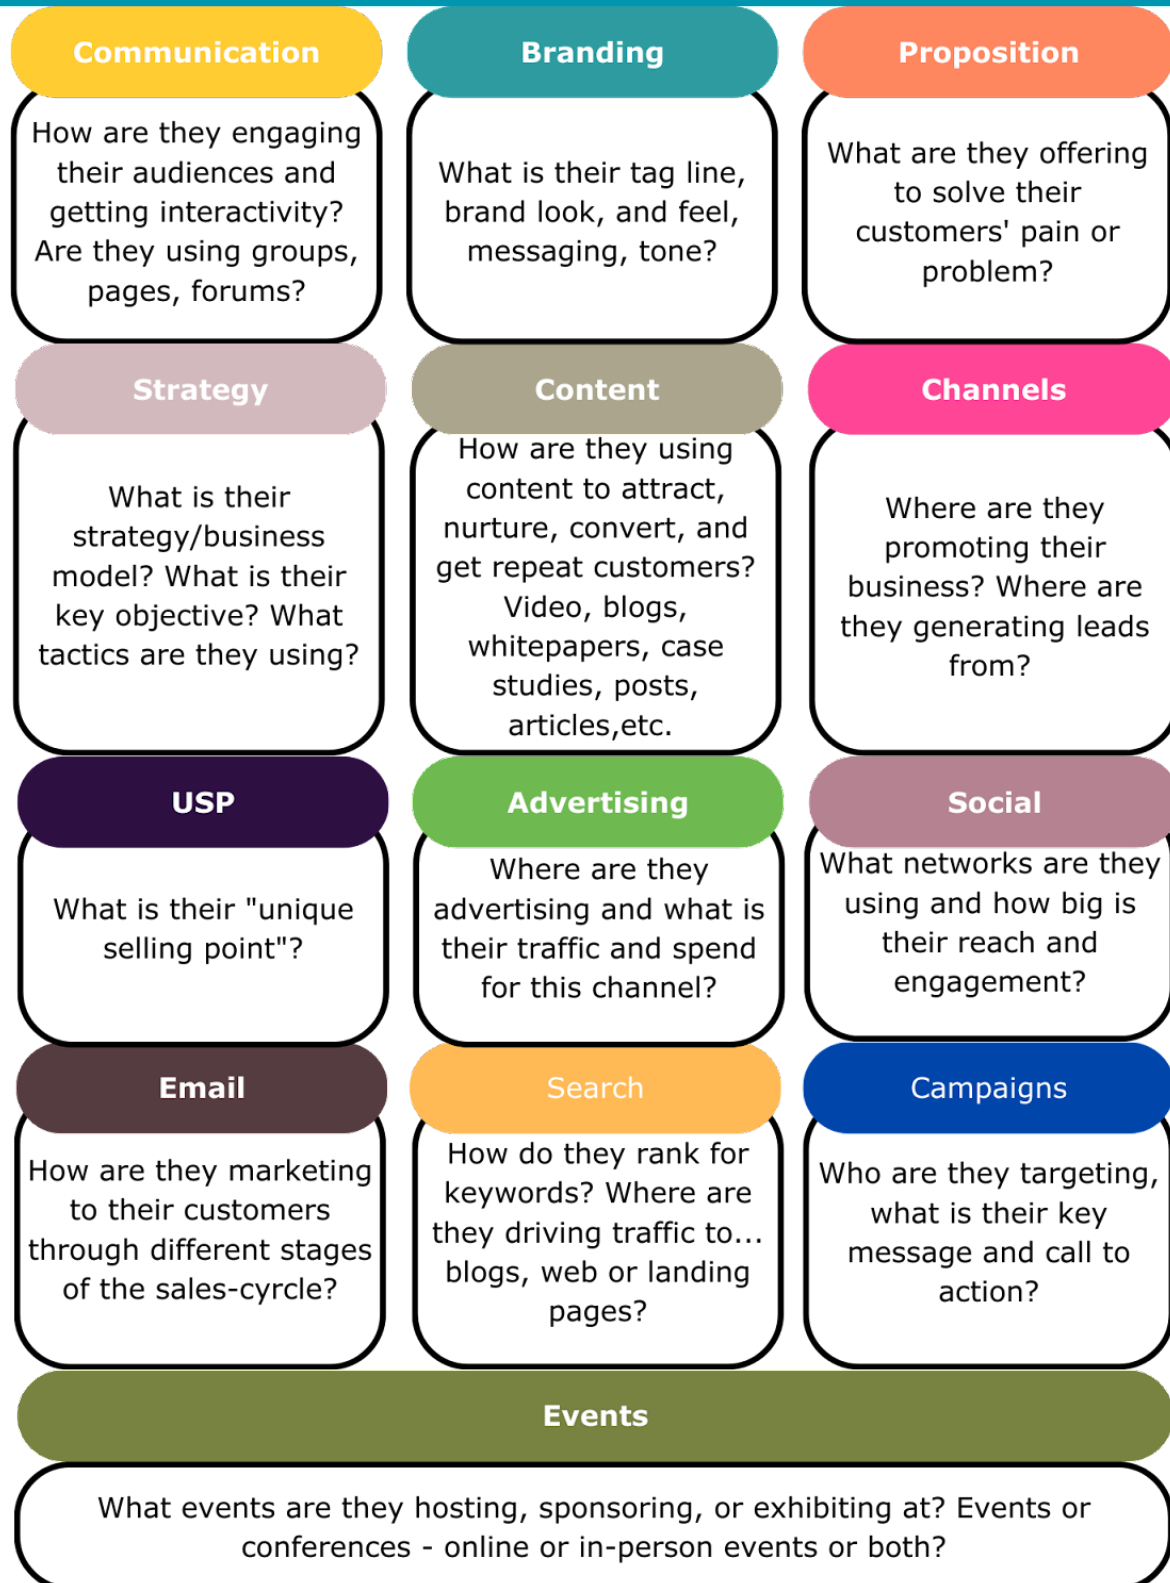 Communication
How are they engaging
their audiences and
getting interactivity?
Are they using groups,
pages, forums?
Branding
What is their tag line,
brand look, and feel,
messaging, tone?
Proposition
What are they offering
to solve their
customers' pain or
problem?
Strategy
What is their
strategy/business
model? What is their
key objective? What
tactics are they using?
Content
How are they using
content to attract,
nurture, convert, and
get repeat customers?
Video, blogs,
whitepapers, case
studies, posts,
articles,etc.
Channels
Where are they
promoting their
business? Where are
they generating leads
from?
USP
What is their "unique
selling point"?
Advertising
Where are they
advertising and what is
their traffic and spend
for this channel?
Social
What networks are they
using and how big is
their reach and
engagement?
Email
How are they marketing
to their customers
through different stages
of the sales-cyrcle?
Search
How do they rank for
keywords? Where are
they driving traffic to...
blogs, web or landing
pages?
Campaigns
Who are they targeting,
what is their key
message and call to
action?
Events
What events are they hosting, sponsoring, or exhibiting at? Events or
conferences - online or in-person events or both?